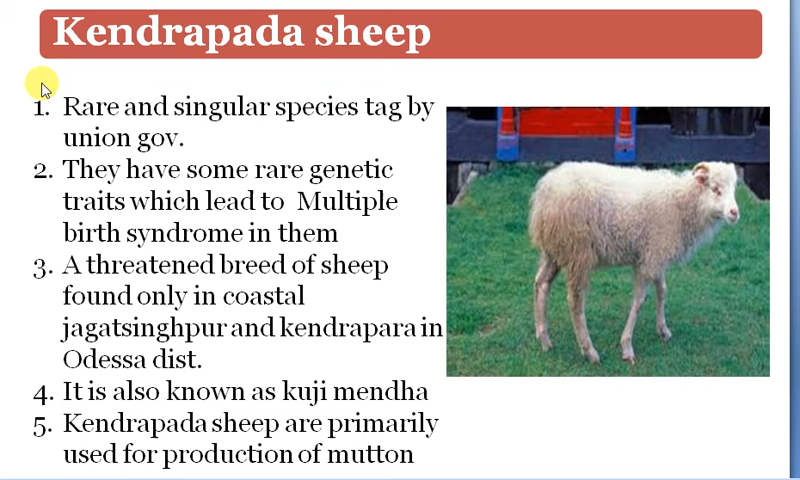 Kendrapada sheep
1. Rare and singular species tag by
union gov.
2. They have some rare genetic
traits which lead to Multiple
birth syndrome in them
3. A threatened breed of sheep
found only in coastal
jagatsinghpur and kendrapara in
Odessa dist.
4. It is also known as kuji mendha
5. Kendrapada sheep are primarily
used for production of mutton